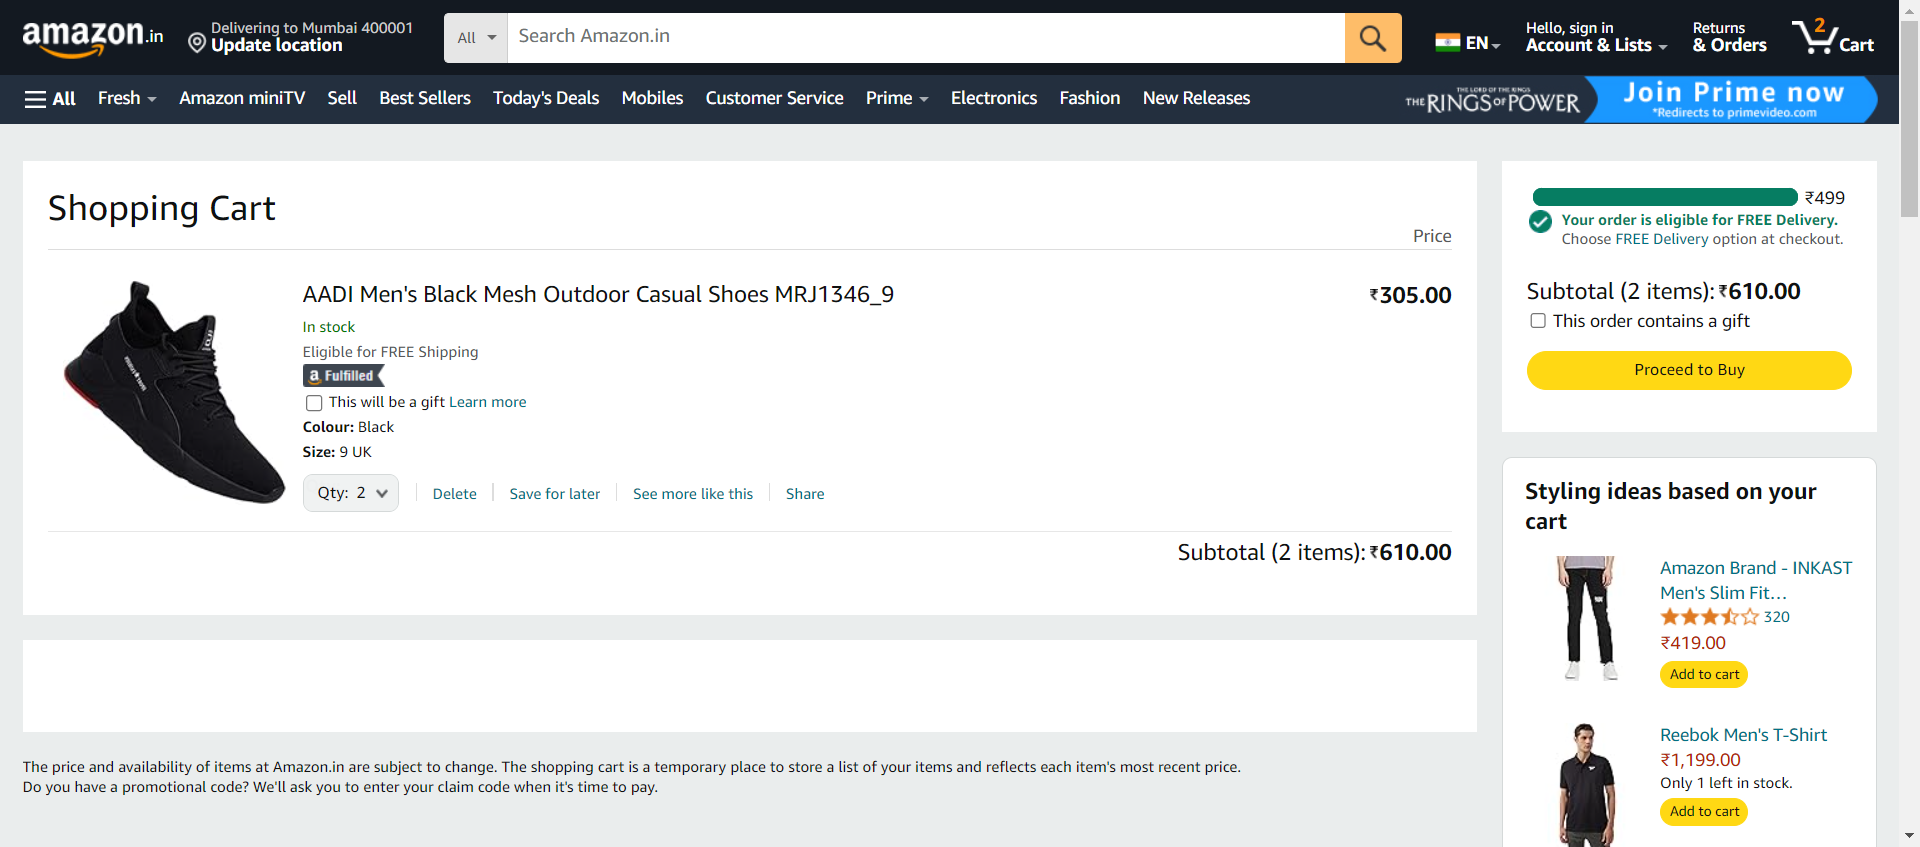 amazon.in
Delivering to Mumbai 400001
Update location
All
Search Amazon.in
EN
Hello, sign in
Account & Lists
Returns
& Orders
2
Cart
All
Fresh
Amazon miniTV
Sell
Best Sellers
Today's Deals
Mobiles
Customer Service
Prime
Electronics
Fashion
New Releases
THE LORD OF THE RINGS
THE RINGS OF POWER
Join Prime now
*Redirects to primevideo.com
Shopping Cart
Price
AADI Men's Black Mesh Outdoor Casual Shoes MRJ1346_9
₹305.00
In stock
Eligible for FREE Shipping
a Fulfilled
This will be a gift Learn more
Colour: Black
Size: 9 UK
Qty: 2
Delete
Save for later
See more like this
Share
Subtotal (2 items): ₹610.00
The price and availability of items at Amazon.in are subject to change. The shopping cart is a temporary place to store a list of your items and reflects each item's most recent price.
Do you have a promotional code? We'll ask you to enter your claim code when it's time to pay.
₹499
Your order is eligible for FREE Delivery.
Choose FREE Delivery option at checkout.
Subtotal (2 items): ₹610.00
This order contains a gift
Proceed to Buy
Styling ideas based on your
cart
Amazon Brand - INKAST
Men's Slim Fit…
320
₹419.00
Add to cart
Reebok Men's T-Shirt
₹1,199.00
Only 1 left in stock.
Add to cart